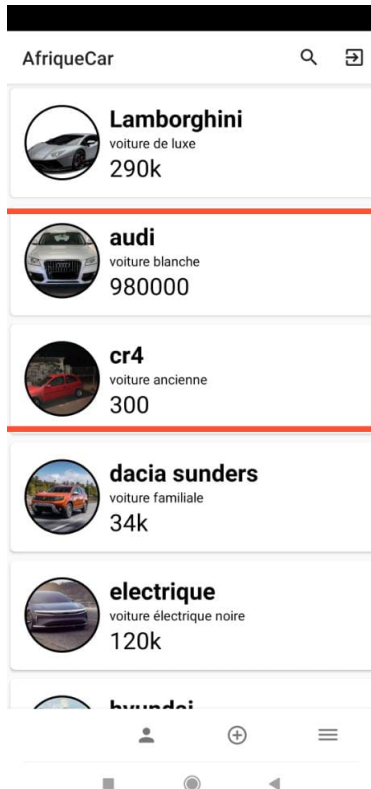 AfriqueCar
Lamborghini
voiture de luxe
290k
audi
voiture blanche
980000
cr4
voiture ancienne
300
dacia sunders
voiture familiale
34k
electrique
voiture électrique noire
120k
hyundai